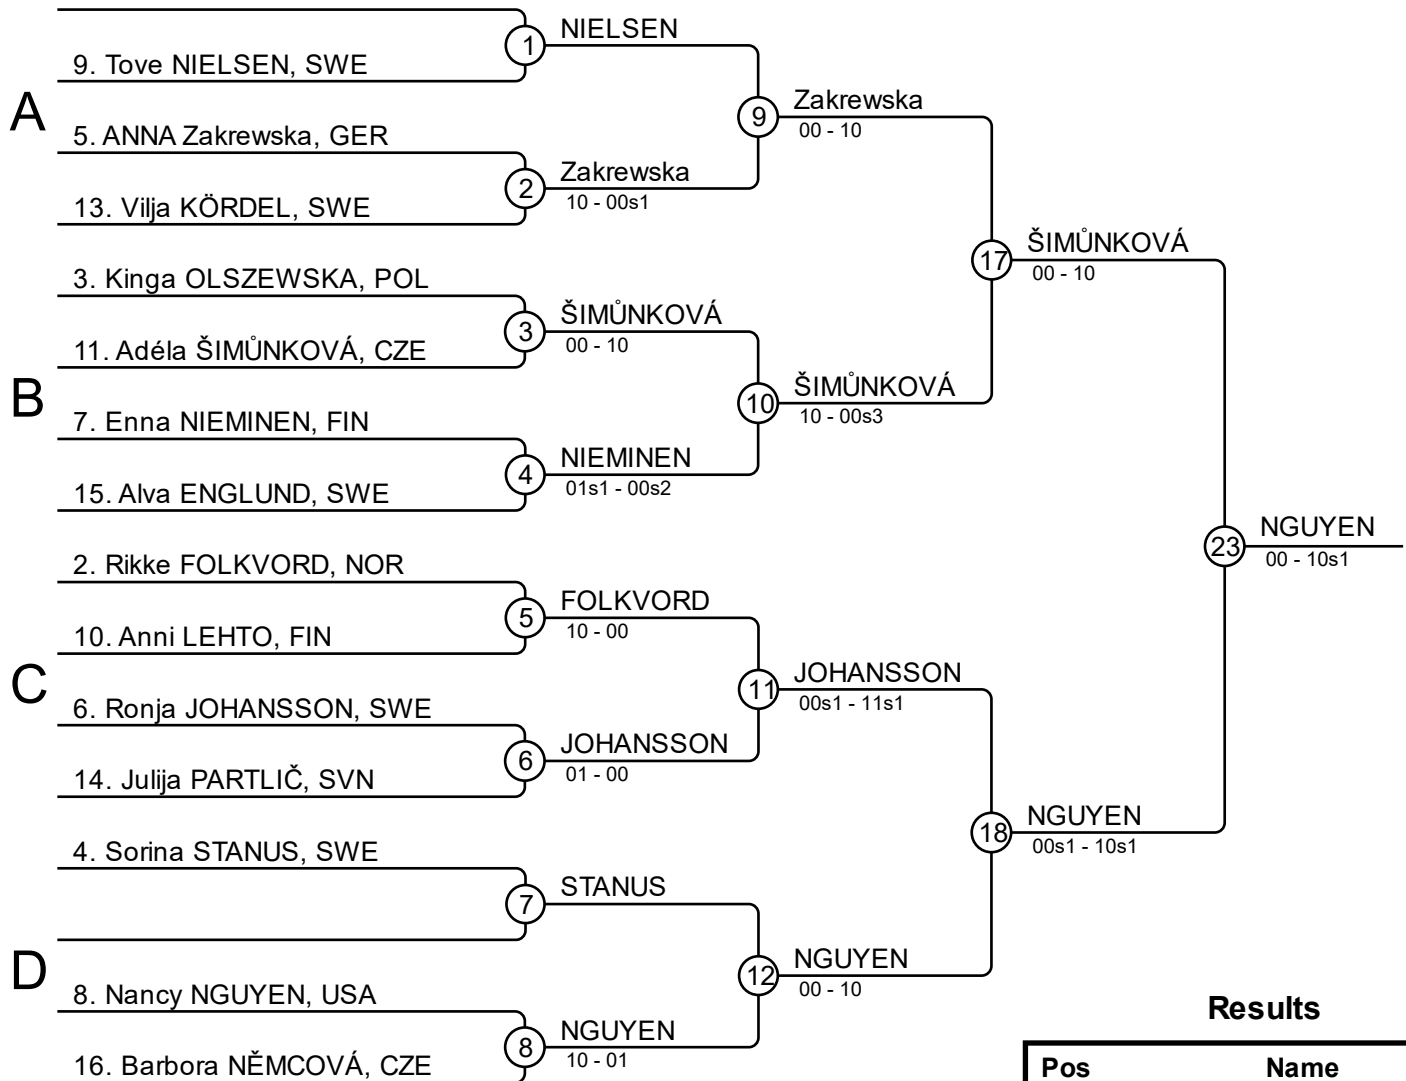 NIELSEN
1
9. Tove NIELSEN, SWE
A
Zakrewska
9
00 - 10
5. ANNA Zakrewska, GER
Zakrewska
2
10 - 00s1
13. Vilja KÖRDEL, SWE
ŠIMŮNKOVÁ
17
00 - 10
3. Kinga OLSZEWSKA, POL
ŠIMŮNKOVÁ
3
00 - 10
11. Adéla ŠIMŮNKOVÁ, CZE
B
ŠIMŮNKOVÁ
10
10 - 00s3
7. Enna NIEMINEN, FIN
NIEMINEN
4
01s1 - 00s2
15. Alva ENGLUND, SWE
NGUYEN
23
00 - 10s1
2. Rikke FOLKVORD, NOR
FOLKVORD
5
10 - 00
10. Anni LEHTO, FIN
C
JOHANSSON
11
00s1 - 11s1
6. Ronja JOHANSSON, SWE
JOHANSSON
6
01 - 00
14. Julija PARTLIČ, SVN
NGUYEN
18
00s1 - 10s1
4. Sorina STANUS, SWE
STANUS
7
D
NGUYEN
12
00 - 10
8. Nancy NGUYEN, USA
NGUYEN
8
10 - 01
16. Barbora NĚMCOVÁ, CZE
Results
Pos Name